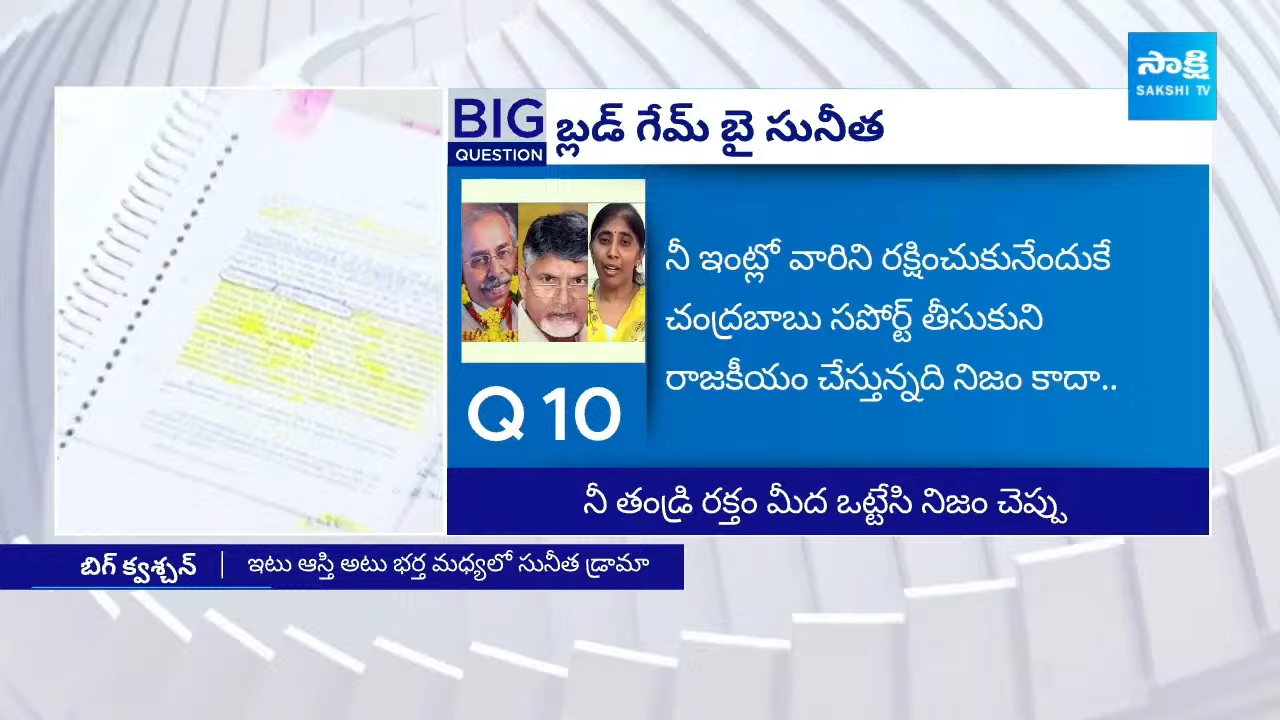 సాక్షి
SAKSHI TV
BIG
QUESTION
బ్లడ్ గేమ్ బై సునీత
నీ ఇంట్లో వారిని రక్షించుకునేందుకే
చంద్రబాబు సపోర్ట్ తీసుకుని
రాజకీయం చేస్తున్నది నిజం కాదా..
Q 10
నీ తండ్రి రక్తం మీద ఒట్టేసి నిజం చెప్పు
బిగ్ క్వశ్చన్ | ఇటు ఆస్తి అటు భర్త మధ్యలో సునీత డ్రామా